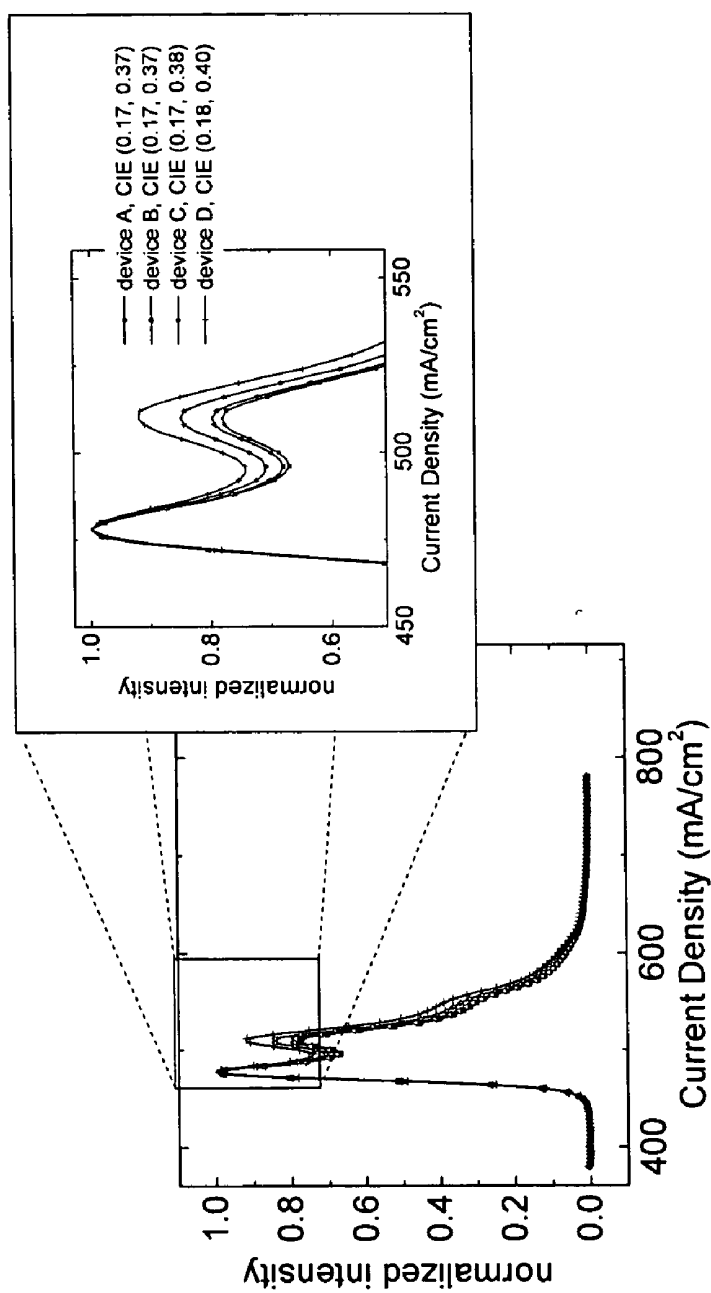 normalized intensity
1.0
0.8
0.6
0.4
0.2
0.0
400
600
800
Current Density (mA/cm²)
normalized intensity
1.0
0.8
0.6
450
500
550
Current Density (mA/cm²)
device A, CIE (0.17, 0.37)
device B, CIE (0.17, 0.37)
device C, CIE (0.17, 0.38)
device D, CIE (0.18, 0.40)